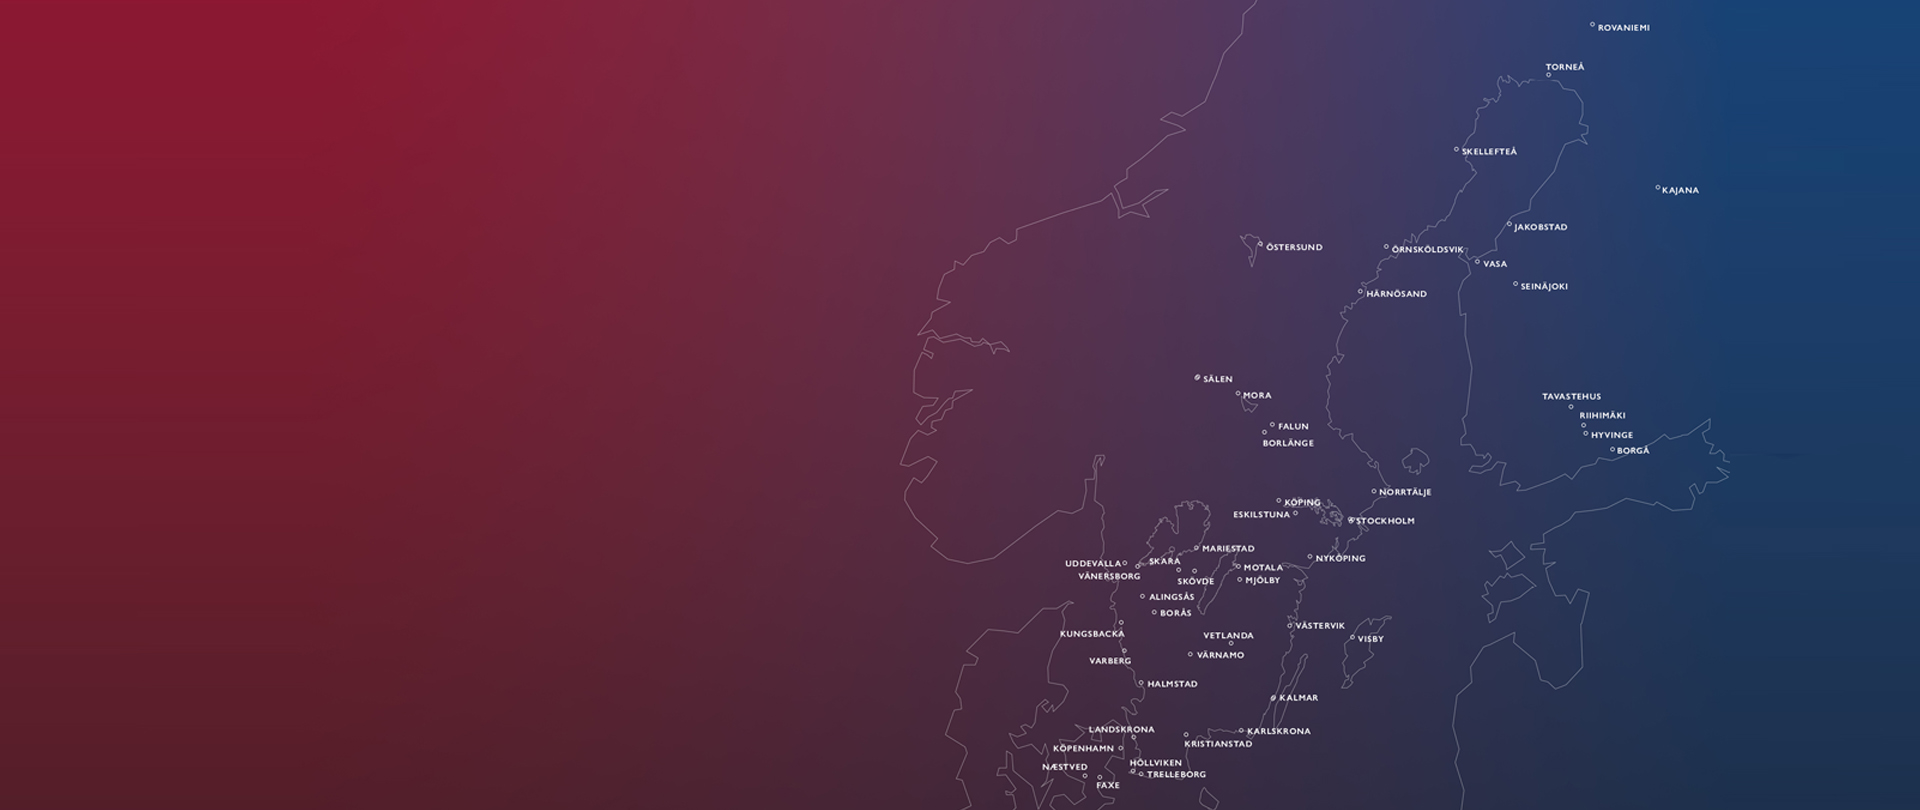 ROVANIEMI
TORNEÅ
SKELLEFTEÅ
KAJANA
JAKOBSTAD
ÖSTERSUND
ÖRNSKÖLDSVIK
VASA
SEINÄJOKI
HÄRNÖSAND
SÄLEN
MORA
TAVASTEHUS
RIIHIMÄKI
FALUN
HYVINGE
BORLÄNGE
BORGÅ
NORRTÄLJE
KÖPING
ESKILSTUNA
STOCKHOLM
MARIESTAD
NYKÖPING
UDDEVALLA
SKARA
MOTALA
VÄNERSBORG
SKÖVDE
MJÖLBY
ALINGSÅS
BORÅS
VÄSTERVIK
KUNGSBACKA
VETLANDA
VISBY
VÄRNAMO
VARBERG
HALMSTAD
KALMAR
LANDSKRONA
KARLSKRONA
KÖPENHAMN
KRISTIANSTAD
HÖLLVIKEN
NÆSTVED
TRELLEBORG
FAXE